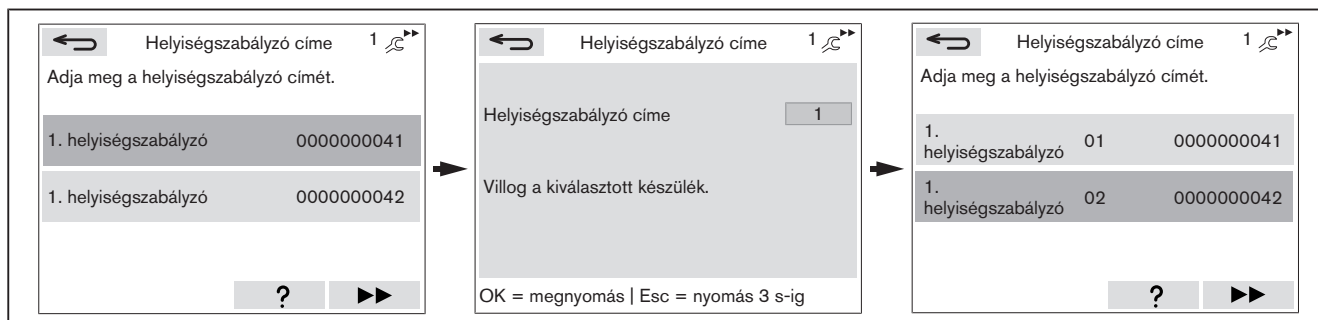 Helyiségszabályzó címe 1
Adja meg a helyiségszabályzó címét.
1. helyiségszabályzó 0000000041
1. helyiségszabályzó 0000000042
?
Helyiségszabályzó címe 1
Helyiségszabályzó címe 1
Villog a kiválasztott készülék.
OK = megnyomás | Esc = nyomás 3 s-ig
Helyiségszabályzó címe 1
Adja meg a helyiségszabályzó címét.
1.
helyiségszabályzó 01 0000000041
1.
helyiségszabályzó 02 0000000042
?